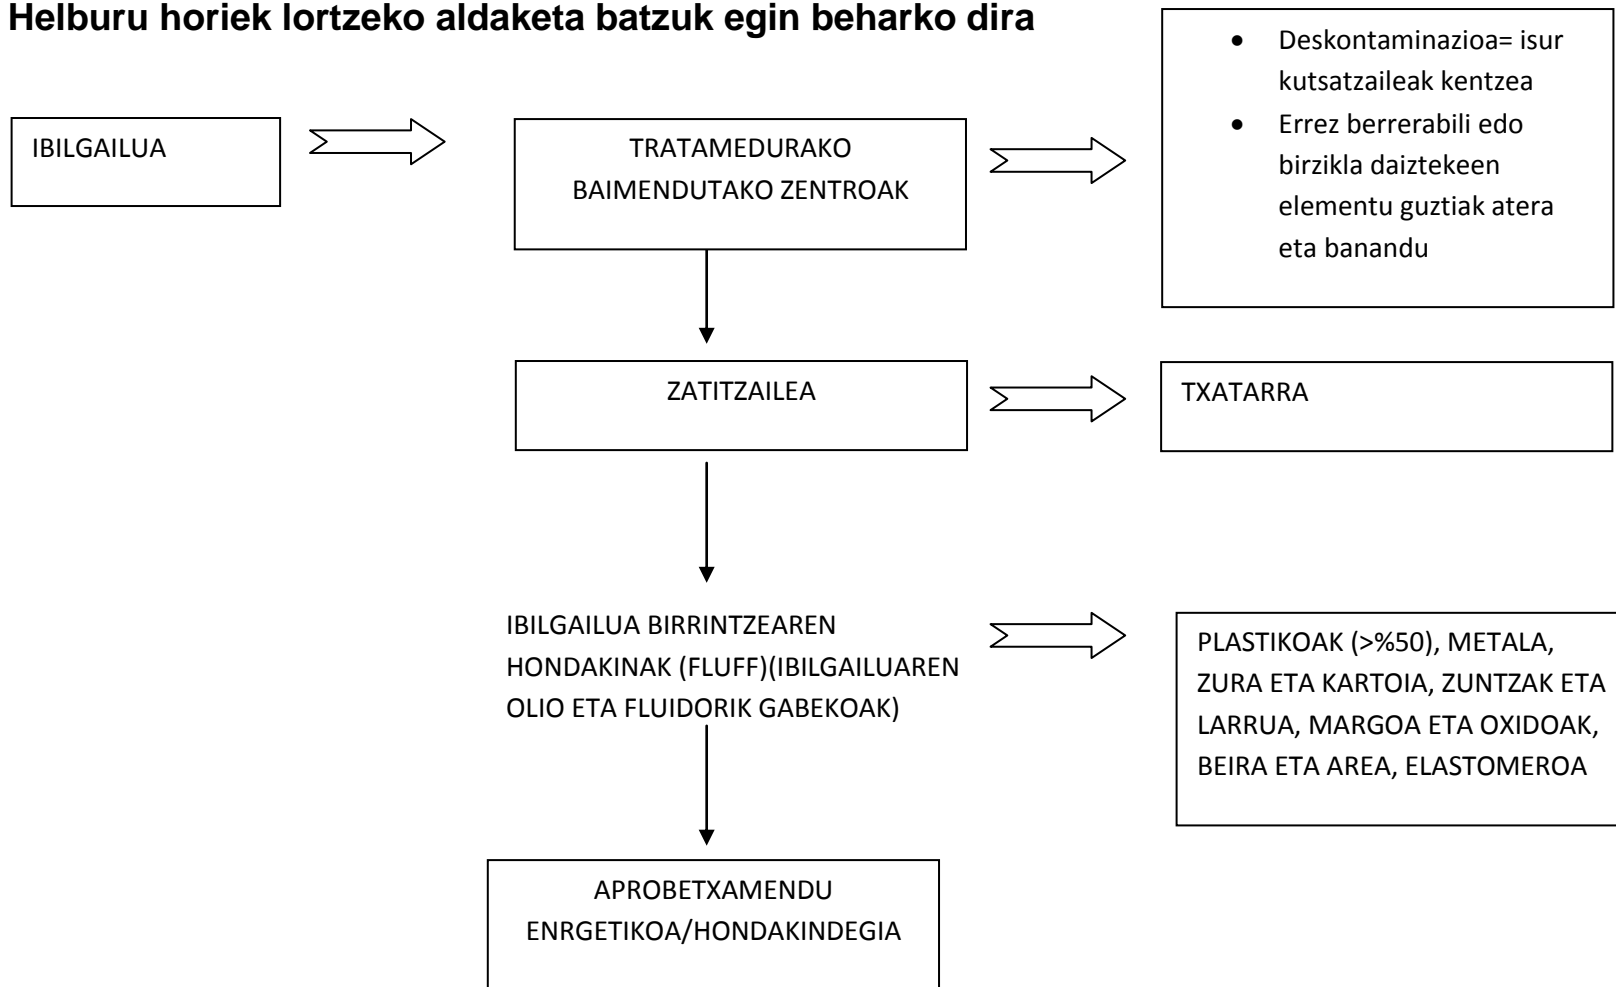 Helburu horiek lortzeko aldaketa batzuk egin beharko dira
IBILGAILUA
TRATAMEDURAKO
BAIMENDUTAKO ZENTROAK
• Deskontaminazioa= isur
kutsatzaileak kentzea
• Errez berrerabili edo
birzikla daiztekeen
elementu guztiak atera
eta banandu
ZATITZAILEA
TXATARRA
IBILGAILUA BIRRINTZEAREN
HONDAKINAK (FLUFF)(IBILGAILUAREN
OLIO ETA FLUIDORIK GABEKOAK)
PLASTIKOAK (>%50), METALA,
ZURA ETA KARTOIA, ZUNTZAK ETA
LARRUA, MARGOA ETA OXIDOAK,
BEIRA ETA AREA, ELASTOMEROA
APROBETXAMENDU
ENRGETIKOA/HONDAKINDEGIA